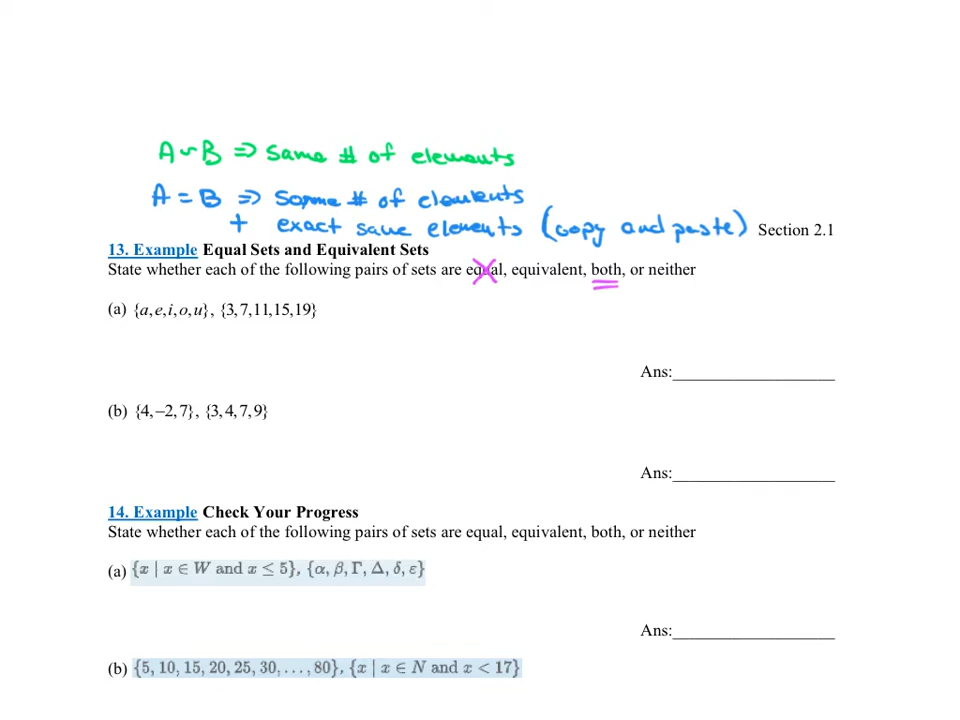 A ~ B ⇒ same # of elements
A = B ⇒ same # of elements
+ exact same elements (copy and paste) Section 2.1
13. Example Equal Sets and Equivalent Sets
State whether each of the following pairs of sets are equal, equivalent, both, or neither
(a) {a, e, i, o, u}, {3, 7, 11, 15, 19}
Ans:___________________
(b) {4, −2, 7}, {3, 4, 7, 9}
Ans:___________________
14. Example Check Your Progress
State whether each of the following pairs of sets are equal, equivalent, both, or neither
(a) {x | x ∈ W and x ≤ 5}, {α, β, Γ, Δ, δ, ε}
Ans:___________________
(b) {5, 10, 15, 20, 25, 30, . . . , 80}, {x | x ∈ N and x < 17}